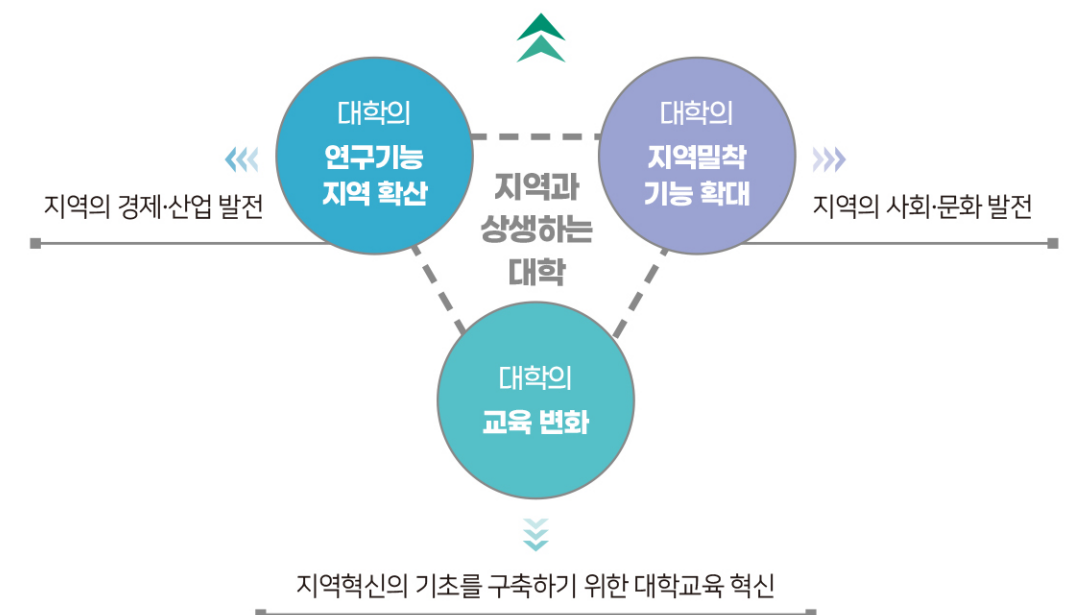 대학의
연구기능
지역 확산
대학의
지역밀착
기능 확대
지역의 경제·산업 발전
지역과
상생하는
대학
지역의 사회·문화 발전
대학의
교육 변화
지역혁신의 기초를 구축하기 위한 대학교육 혁신